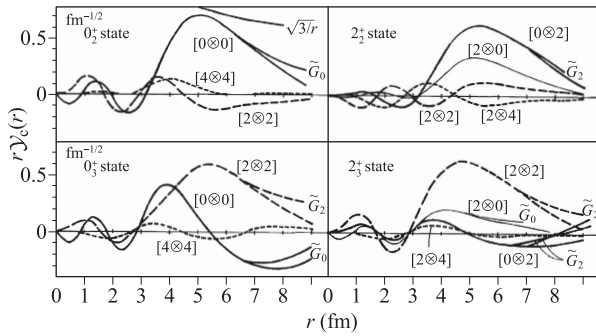 fm⁻¹/²
0₂⁺ state
√3/r
[0⊗0]
G̃₀
[4⊗4]
[2⊗2]
0.5
0
2₂⁺ state
[0⊗2]
[2⊗0]
G̃₂
[2⊗2]
[2⊗4]
r𝒴c(r)
fm⁻¹/²
0₃⁺ state
[2⊗2]
[0⊗0]
G̃₂
[4⊗4]
G̃₀
0.5
0
2₃⁺ state
[2⊗2]
[2⊗0]
G̃₀
G̃₂
[2⊗4]
[0⊗2]
G̃₂
0 1 2 3 4 5 6 7 8 0 1 2 3 4 5 6 7 8
r (fm)